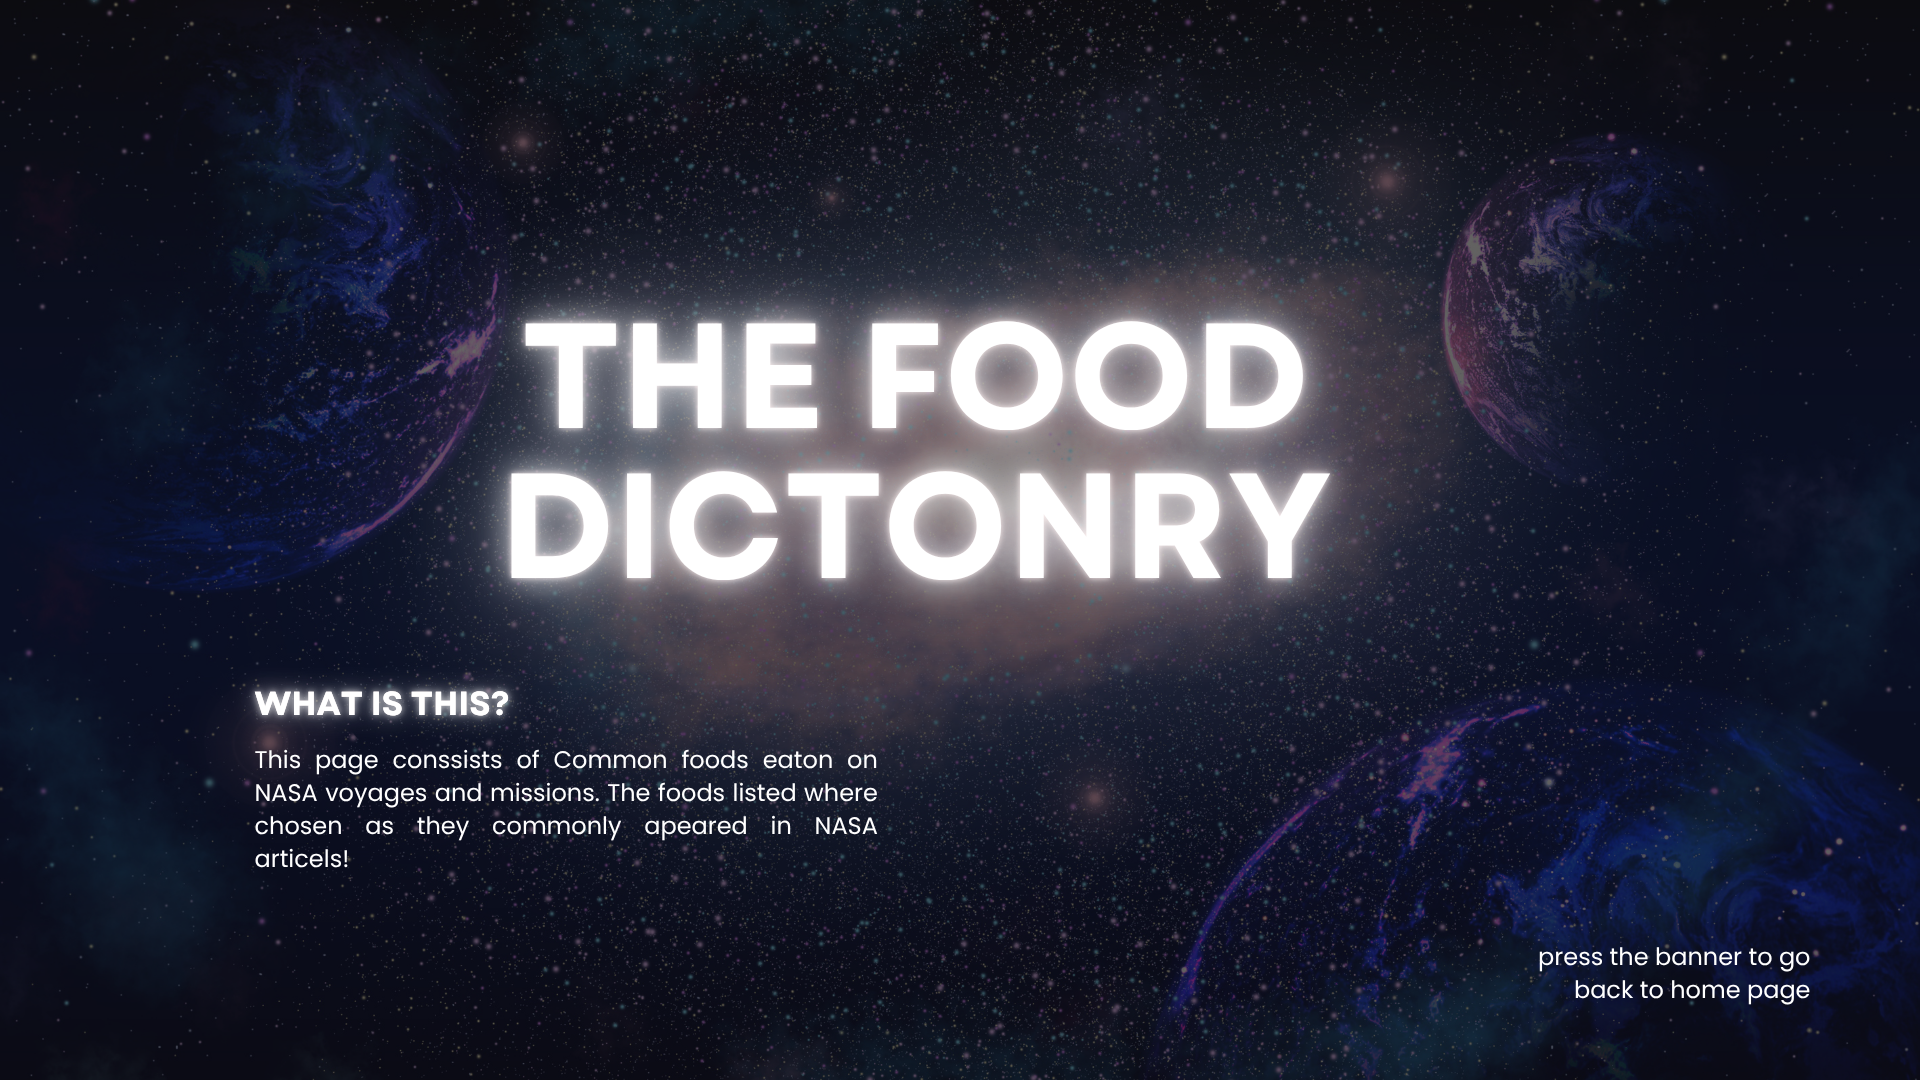 THE FOOD
DICTONRY
WHAT IS THIS?
This page conssists of Common foods eaton on
NASA voyages and missions. The foods listed where
chosen as they commonly apeared in NASA
articels!
press the banner to go
back to home page